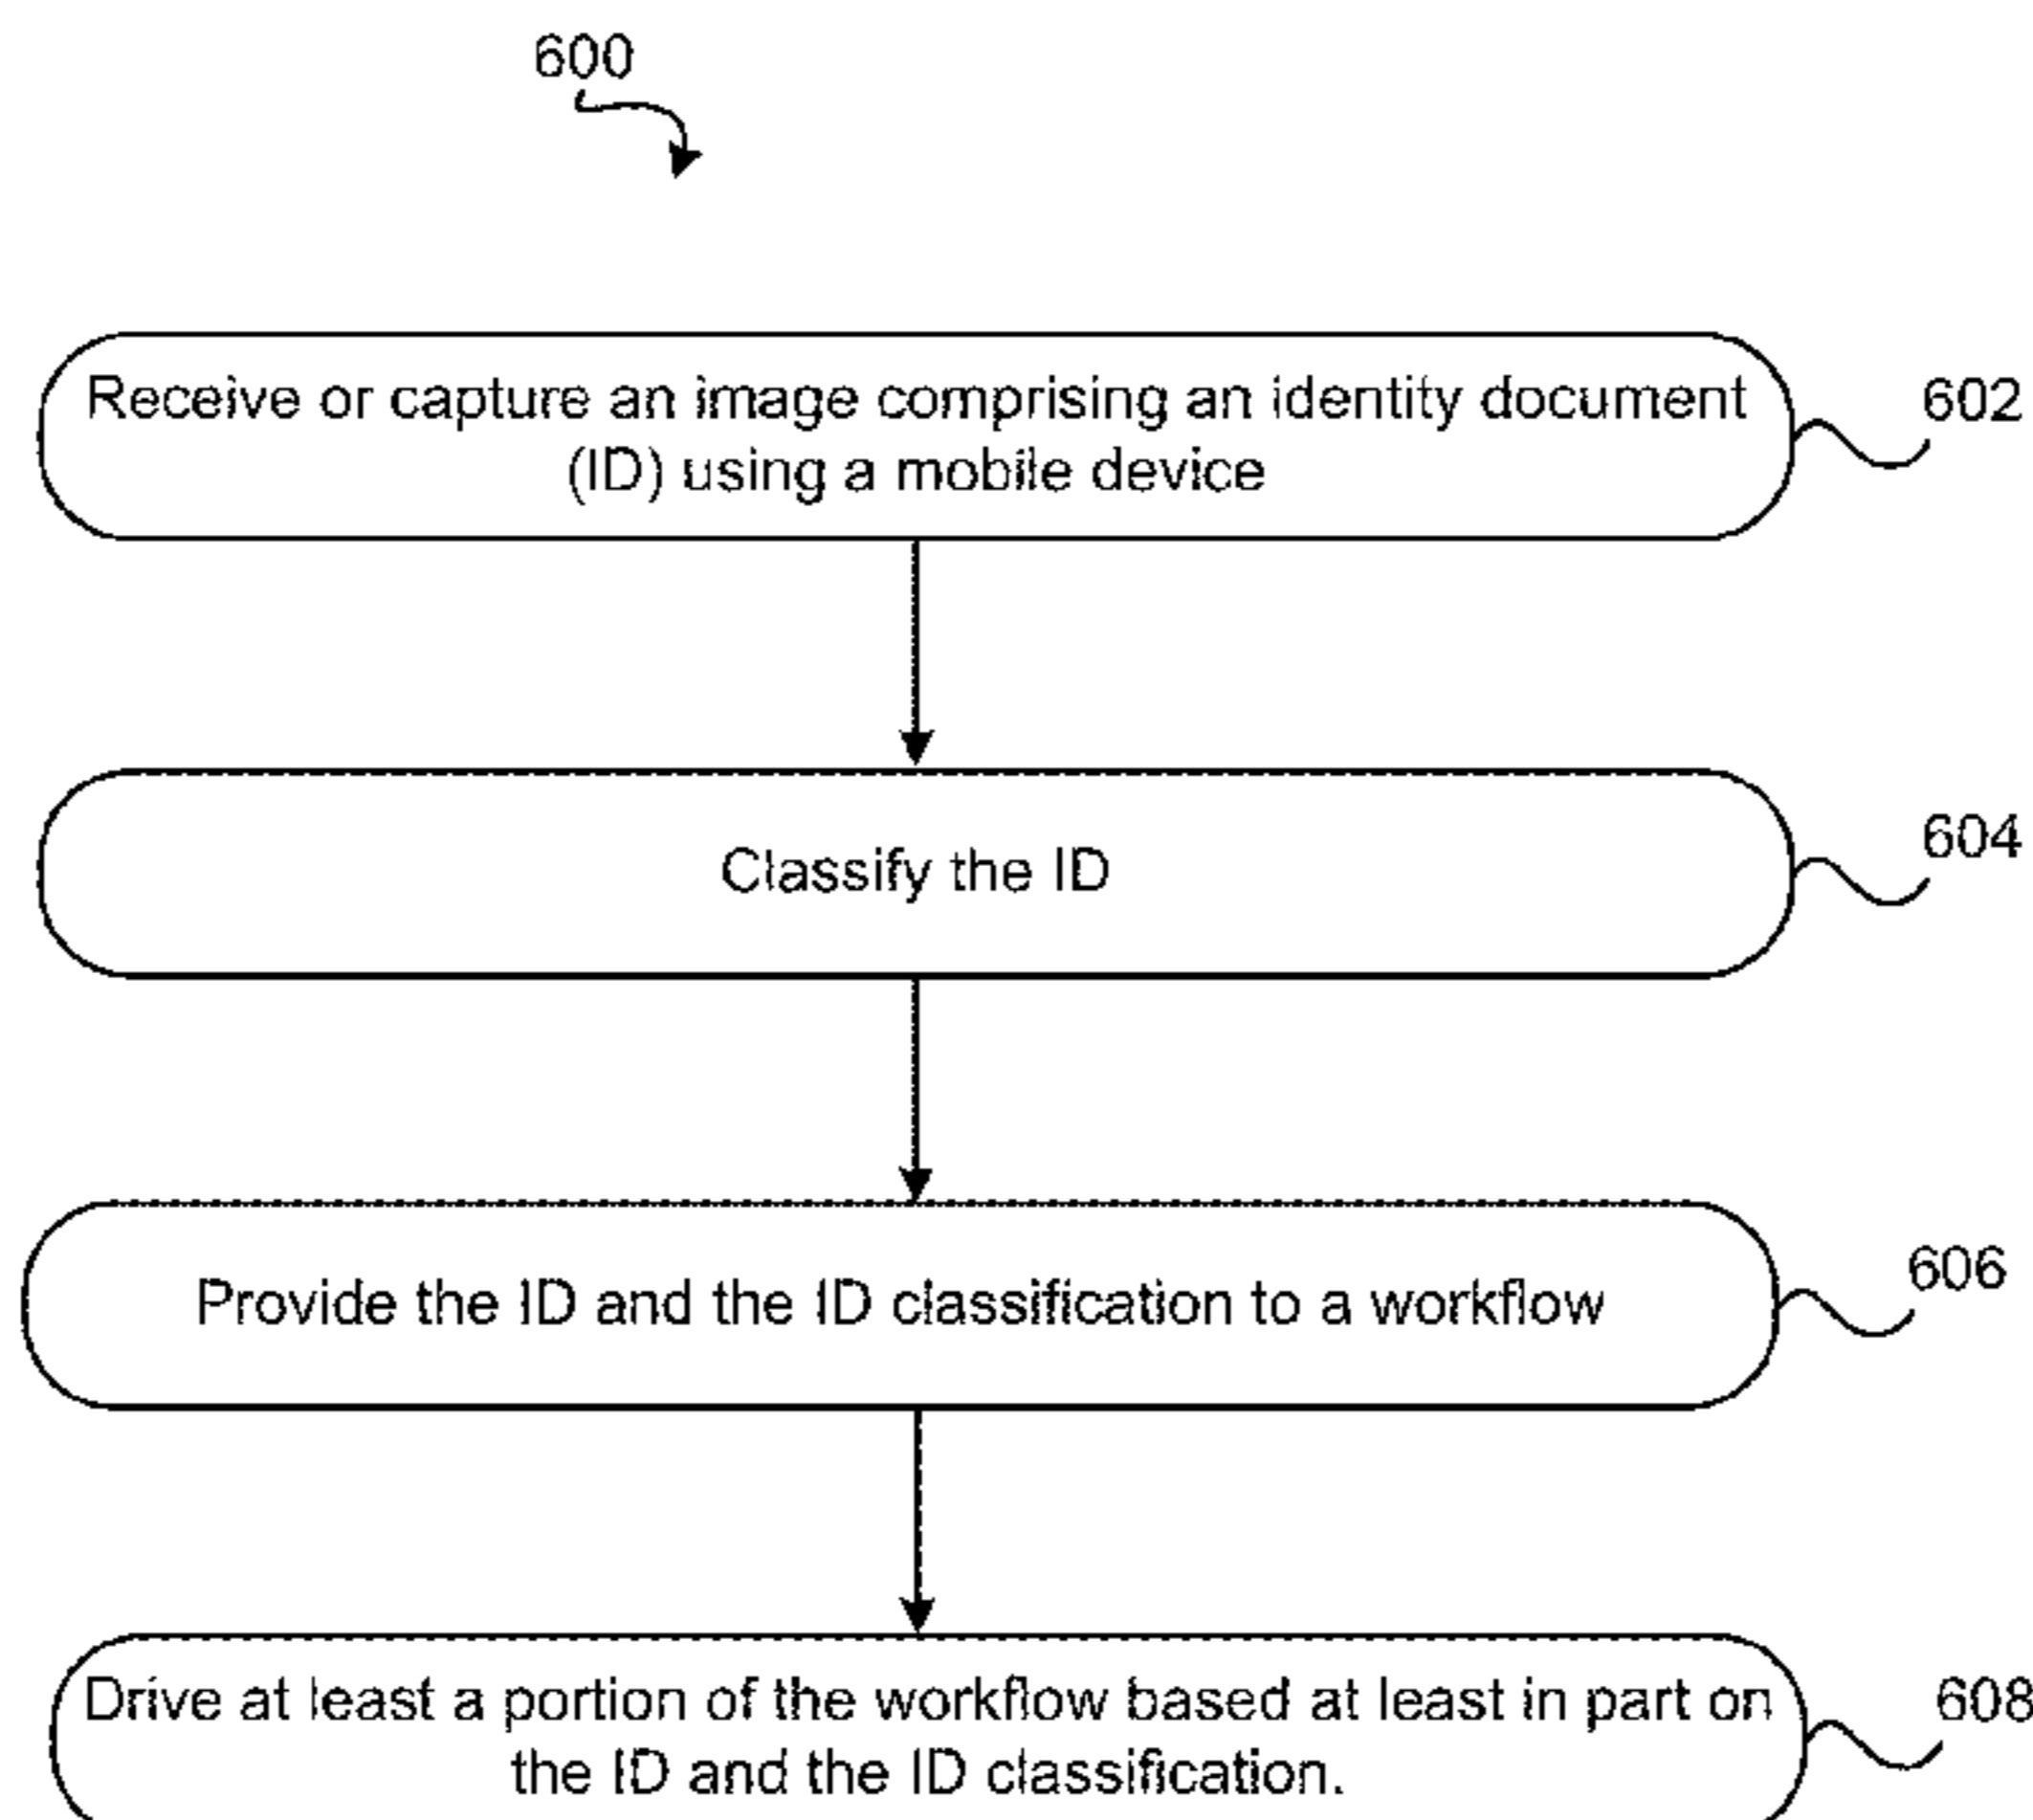 600
Receive or capture an image comprising an identity document
(ID) using a mobile device
602
Classify the ID
604
Provide the ID and the ID classification to a workflow
606
Drive at least a portion of the workflow based at least in part on
the ID and the ID classification.
608